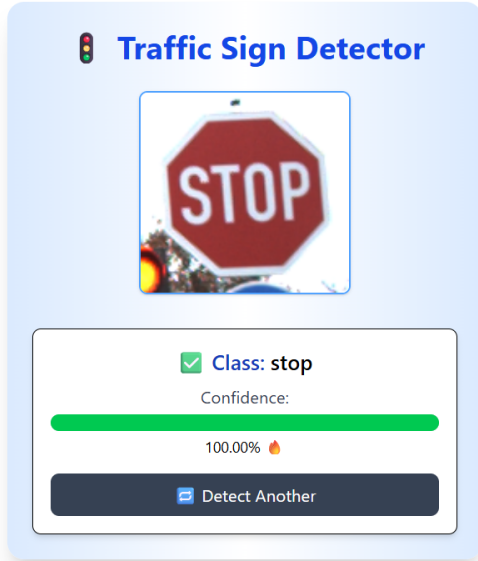 🚦 Traffic Sign Detector
STOP
✅ Class: stop
Confidence:
100.00% 🔥
🔁 Detect Another